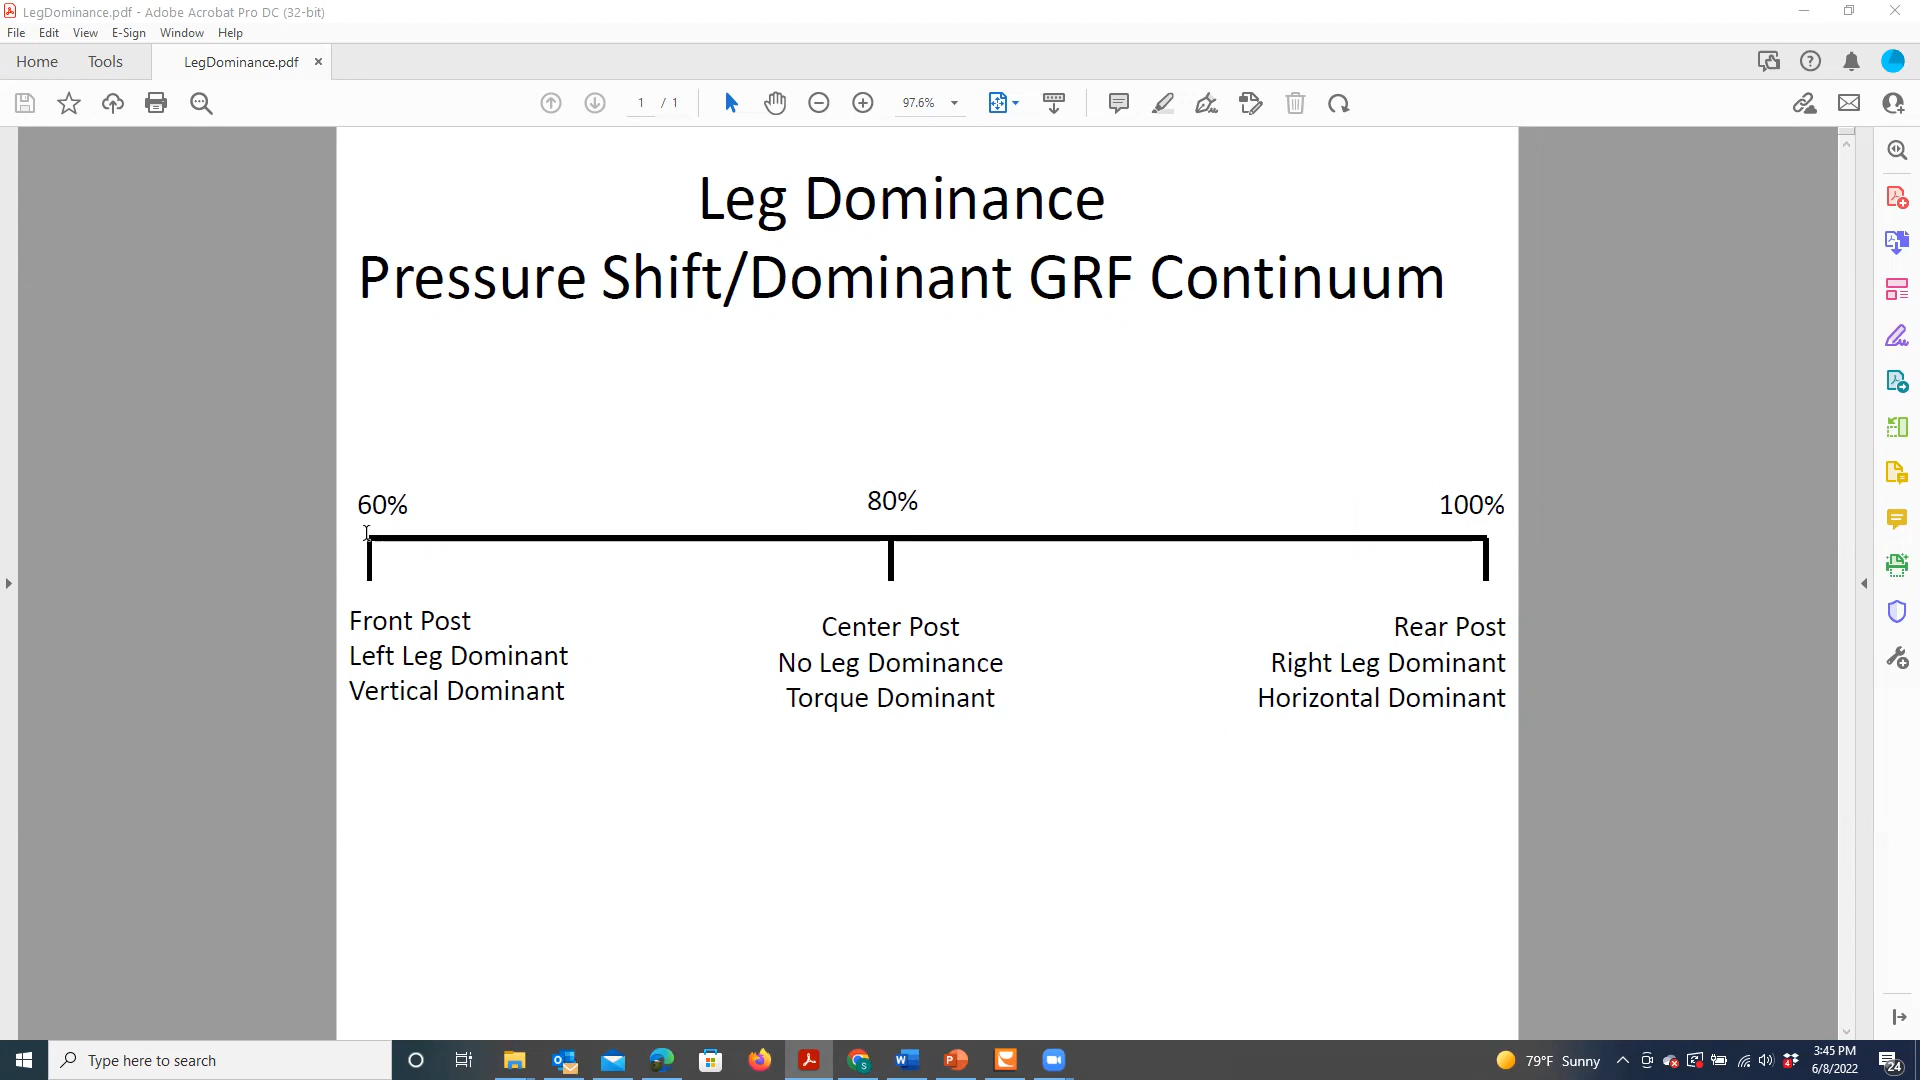 LegDominance.pdf - Adobe Acrobat Pro DC (32-bit)
File Edit View E-Sign Window Help
Home Tools LegDominance.pdf ×
1 / 1 97.6%
Leg Dominance
Pressure Shift/Dominant GRF Continuum
60% 80% 100%
Front Post
Left Leg Dominant
Vertical Dominant
Center Post
No Leg Dominance
Torque Dominant
Rear Post
Right Leg Dominant
Horizontal Dominant
Type here to search
79°F Sunny
3:45 PM
6/8/2022
24